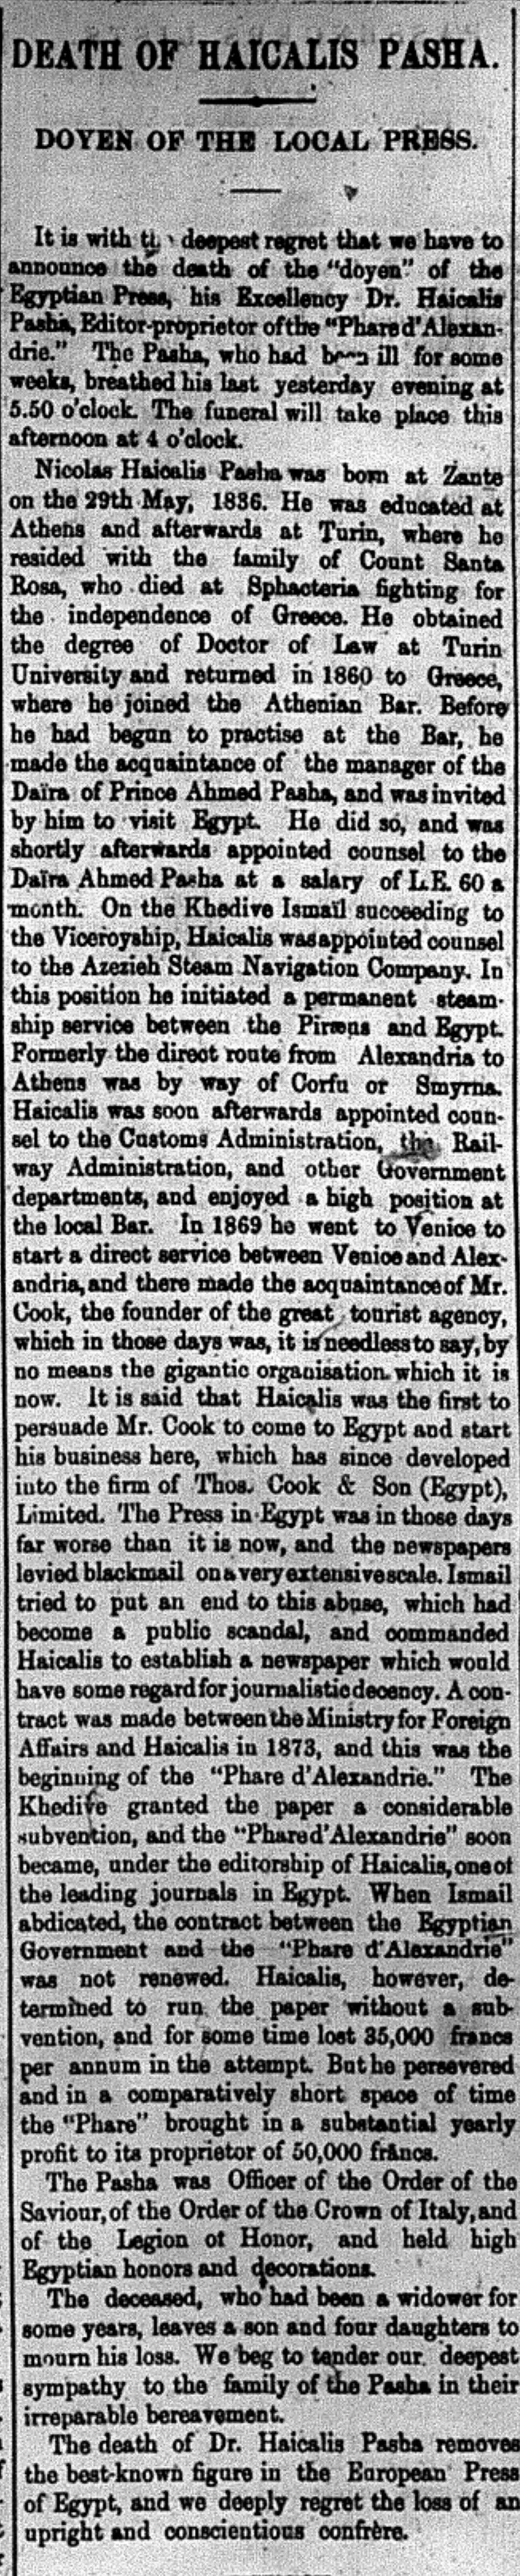 DEATH OF HAICALIS PASHA.
DOYEN OF THE LOCAL PRESS.
It is with the deepest regret that we have to
announce the death of the "doyen" of the
Egyptian Press, his Excellency Dr. Haicalis
Pasha, Editor-proprietor of the "Phare d'Alexan-
drie." The Pasha, who had been ill for some
weeks, breathed his last yesterday evening at
5.50 o'clock. The funeral will take place this
afternoon at 4 o'clock.
Nicolas Haicalis Pasha was born at Zante
on the 29th May, 1836. He was educated at
Athens and afterwards at Turin, where he
resided with the family of Count Santa
Rosa, who died at Sphacteria fighting for
the independence of Greece. He obtained
the degree of Doctor of Law at Turin
University and returned in 1860 to Greece,
where he joined the Athenian Bar. Before
he had begun to practise at the Bar, he
made the acquaintance of the manager of the
Daïra of Prince Ahmed Pasha, and was invited
by him to visit Egypt. He did so, and was
shortly afterwards appointed counsel to the
Daïra Ahmed Pasha at a salary of L.E. 60 a
month. On the Khedive Ismaïl succeeding to
the Viceroyship, Haicalis was appointed counsel
to the Azezieh Steam Navigation Company. In
this position he initiated a permanent steam-
ship service between the Piræus and Egypt.
Formerly the direct route from Alexandria to
Athens was by way of Corfu or Smyrna.
Haicalis was soon afterwards appointed coun-
sel to the Customs Administration, the Rail-
way Administration, and other Government
departments, and enjoyed a high position at
the local Bar. In 1869 he went to Venice to
start a direct service between Venice and Alex-
andria, and there made the acquaintance of Mr.
Cook, the founder of the great tourist agency,
which in those days was, it is needless to say, by
no means the gigantic organisation which it is
now. It is said that Haicalis was the first to
persuade Mr. Cook to come to Egypt and start
his business here, which has since developed
into the firm of Thos. Cook & Son (Egypt),
Limited. The Press in Egypt was in those days
far worse than it is now, and the newspapers
levied blackmail on a very extensive scale. Ismail
tried to put an end to this abuse, which had
become a public scandal, and commanded
Haicalis to establish a newspaper which would
have some regard for journalistic decency. A con-
tract was made between the Ministry for Foreign
Affairs and Haicalis in 1873, and this was the
beginning of the "Phare d'Alexandrie." The
Khedive granted the paper a considerable
subvention, and the "Phare d'Alexandrie" soon
became, under the editorship of Haicalis, one of
the leading journals in Egypt. When Ismail
abdicated, the contract between the Egyptian
Government and the "Phare d'Alexandrie"
was not renewed. Haicalis, however, de-
termined to run the paper without a sub-
vention, and for some time lost 35,000 francs
per annum in the attempt. But he persevered
and in a comparatively short space of time
the "Phare" brought in a substantial yearly
profit to its proprietor of 50,000 francs.
The Pasha was Officer of the Order of the
Saviour, of the Order of the Crown of Italy, and
of the Legion of Honor, and held high
Egyptian honors and decorations.
The deceased, who had been a widower for
some years, leaves a son and four daughters to
mourn his loss. We beg to tender our deepest
sympathy to the family of the Pasha in their
irreparable bereavement.
The death of Dr. Haicalis Pasha removes
the best-known figure in the European Press
of Egypt, and we deeply regret the loss of an
upright and conscientious confrère.